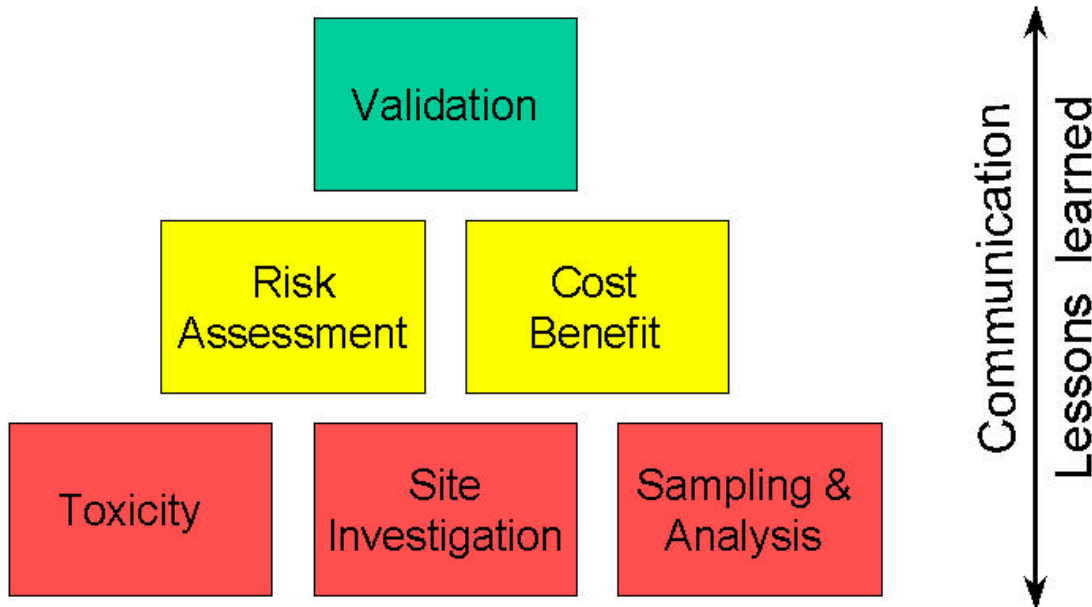 Validation
Risk
Assessment
Cost
Benefit
Toxicity
Site
Investigation
Sampling &
Analysis
Communication
Lessons learned